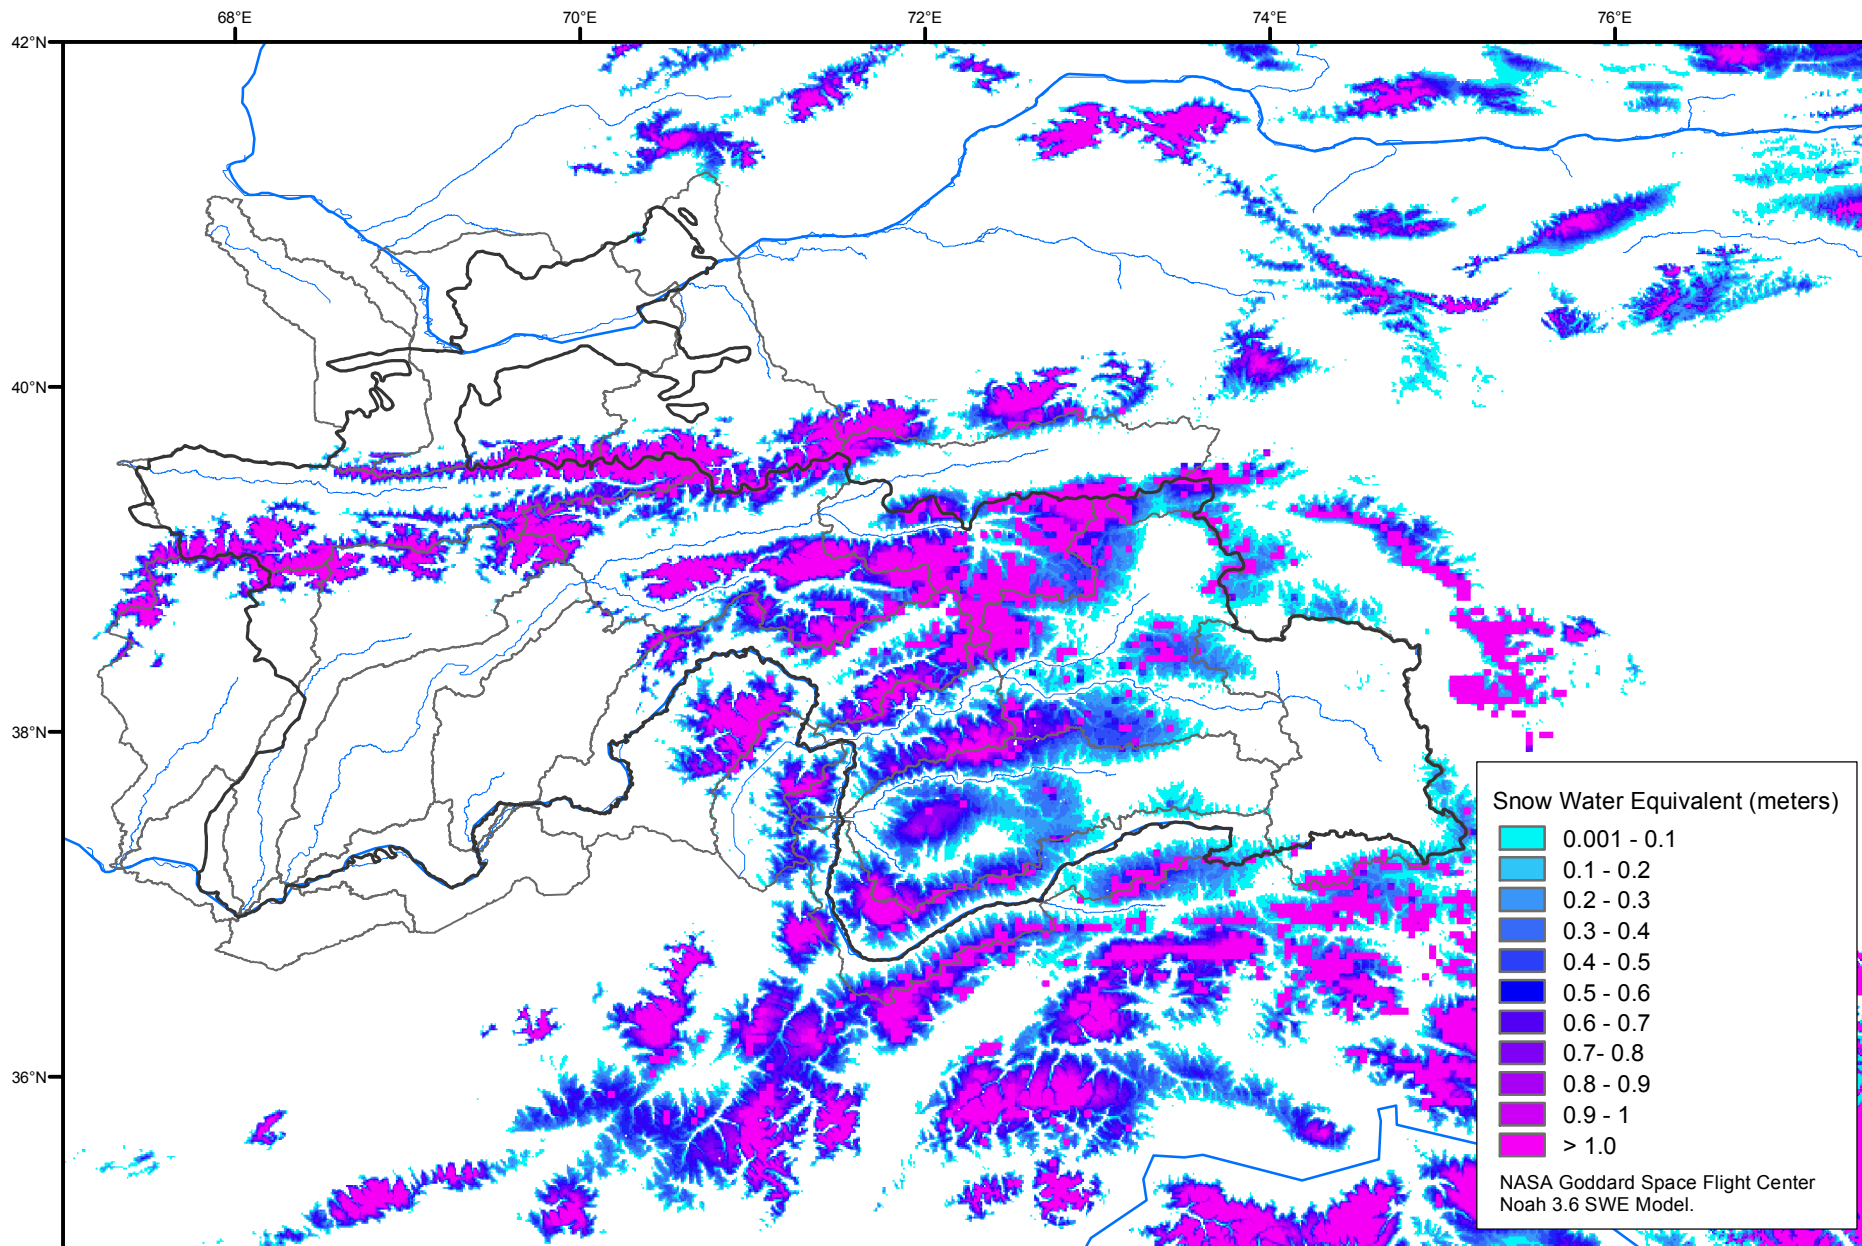 68°E 70°E 72°E 74°E 76°E
42°N
40°N
38°N
36°N
Snow Water Equivalent (meters)
0.001 - 0.1
0.1 - 0.2
0.2 - 0.3
0.3 - 0.4
0.4 - 0.5
0.5 - 0.6
0.6 - 0.7
0.7- 0.8
0.8 - 0.9
0.9 - 1
> 1.0
NASA Goddard Space Flight Center
Noah 3.6 SWE Model.